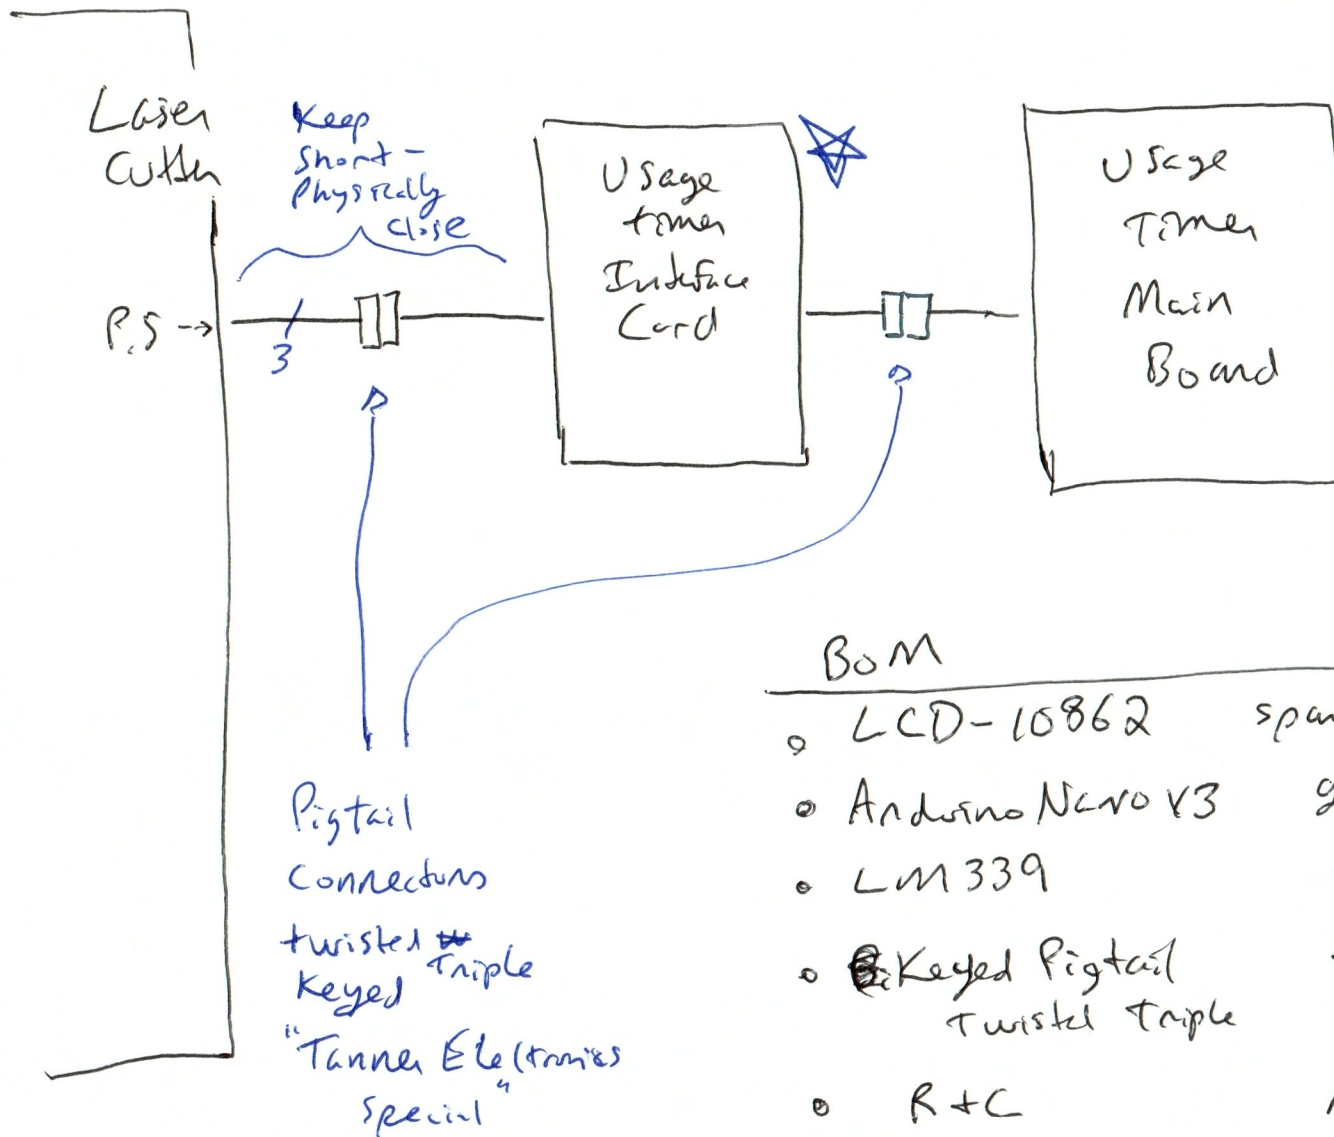 Laser
Cutter
Keep
Short -
Physically
close
P.S →
3
Usage
timer
Interface
Card
Usage
Timer
Main
Board
Pigtail
Connectors
twisted Triple
Keyed
"Tanner Electronics
Special"
BoM
LCD-10862 spar
Arduino Nano V3 g
LM339
Keyed Pigtail
Twisted Triple
R+C